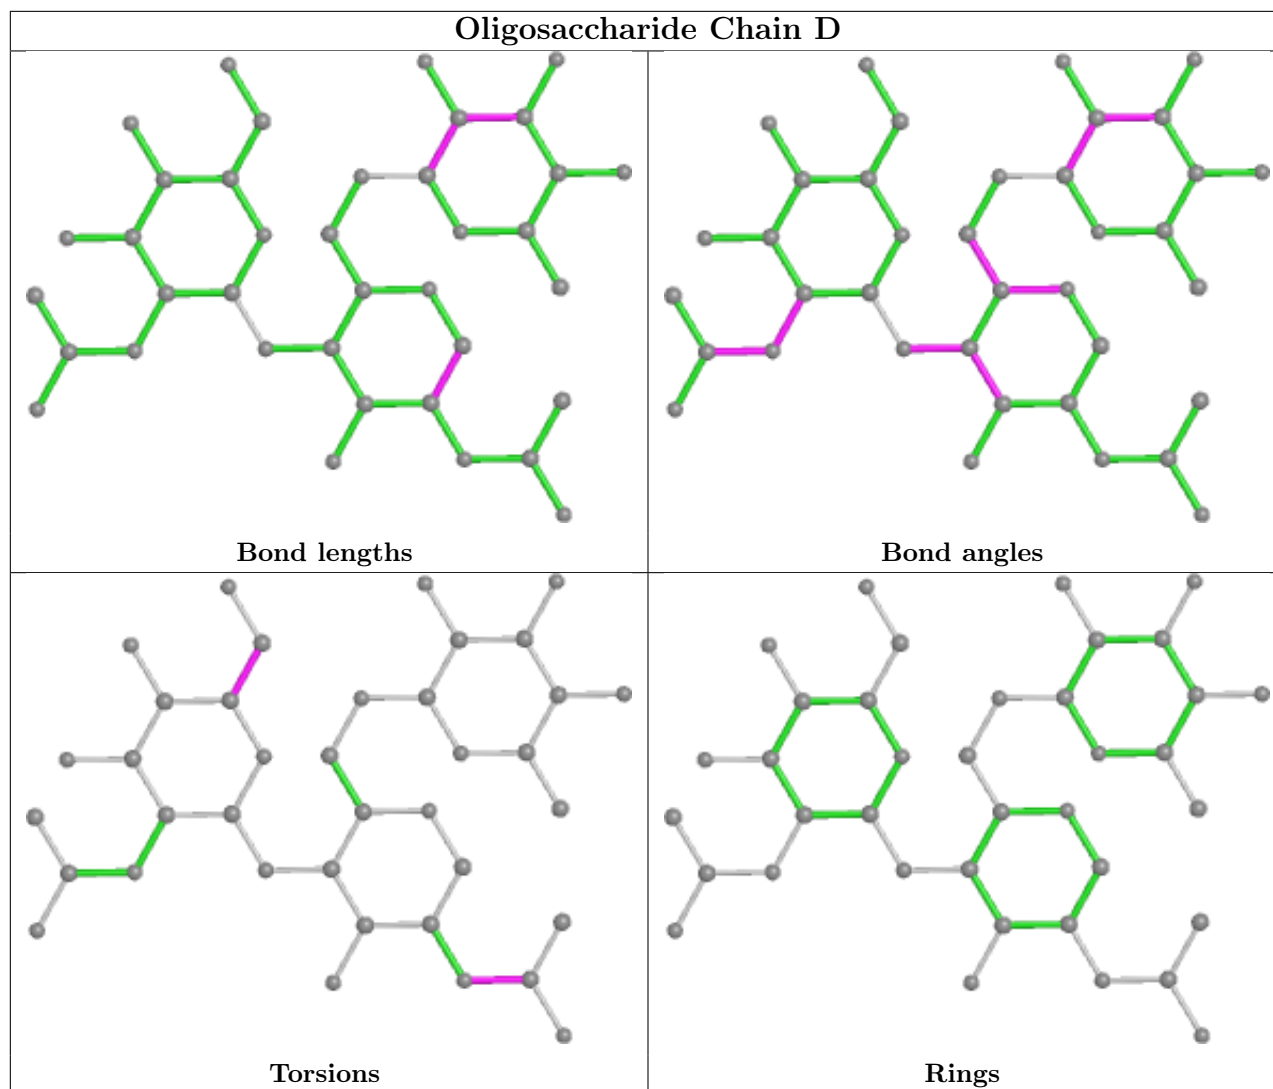 Oligosaccharide Chain D
Bond lengths
Bond angles
Torsions
Rings